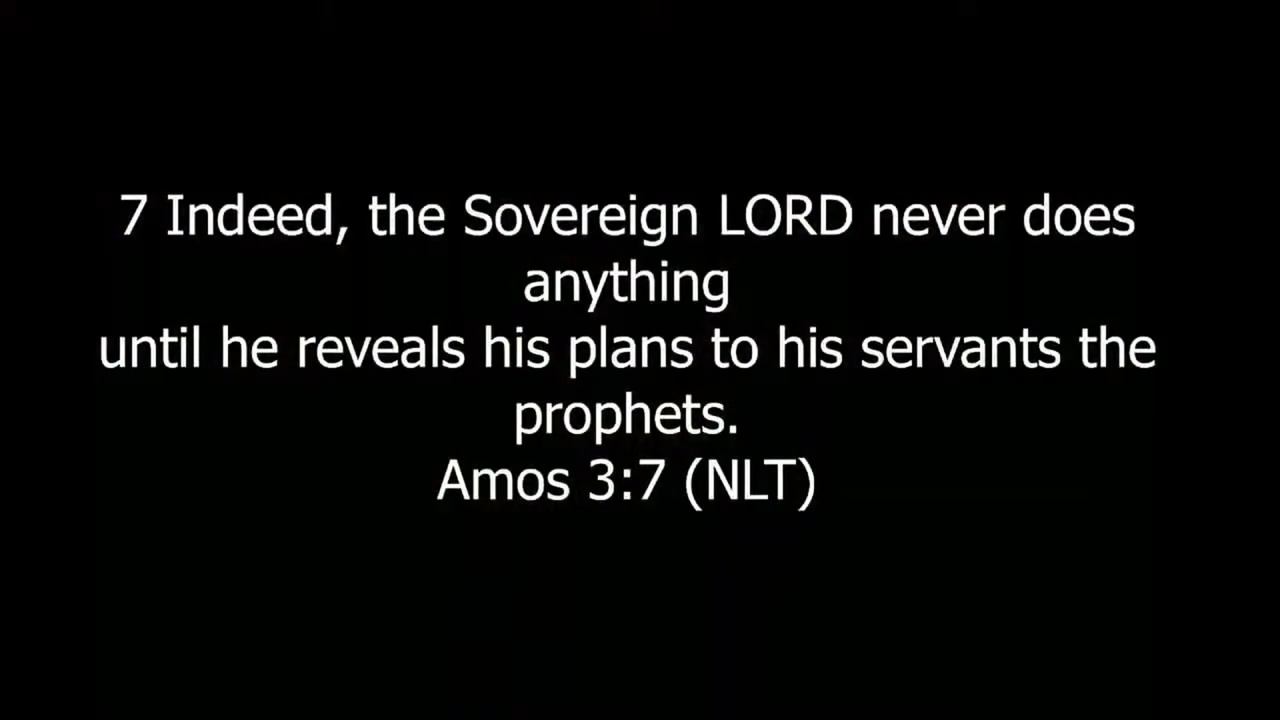 7 Indeed, the Sovereign LORD never does
anything
until he reveals his plans to his servants the
prophets.
Amos 3:7 (NLT)